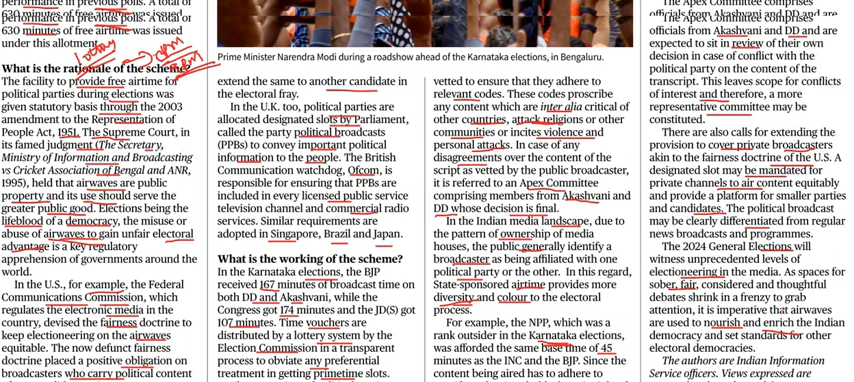 performance in previous polls. A total of
630 minutes of free airtime was issued
under this allotment.
lottery
What is the rationale of the scheme?
The facility to provide free airtime for
political parties during elections was
given statutory basis through the 2003
amendment to the Representation of
People Act, 1951. The Supreme Court, in
its famed judgment (The Secretary,
Ministry of Information and Broadcasting
vs Cricket Association of Bengal and ANR,
1995), held that airwaves are public
property and its use should serve the
greater public good. Elections being the
lifeblood of a democracy, the misuse or
abuse of airwaves to gain unfair electoral
advantage is a key regulatory
apprehension of governments around the
world.
In the U.S., for example, the Federal
Communications Commission, which
regulates the electronic media in the
country, devised the fairness doctrine to
keep electioneering on the airwaves
equitable. The now defunct fairness
doctrine placed a positive obligation on
broadcasters who carry political content
Prime Minister Narendra Modi during a roadshow ahead of the Karnataka elections, in Bengaluru.
extend the same to another candidate in
the electoral fray.
In the U.K. too, political parties are
allocated designated slots by Parliament,
called the party political broadcasts
(PPBs) to convey important political
information to the people. The British
Communication watchdog, Ofcom, is
responsible for ensuring that PPBs are
included in every licensed public service
television channel and commercial radio
services. Similar requirements are
adopted in Singapore, Brazil and Japan.
What is the working of the scheme?
In the Karnataka elections, the BJP
received 167 minutes of broadcast time on
both DD and Akashvani, while the
Congress got 174 minutes and the JD(S) got
107 minutes. Time vouchers are
distributed by a lottery system by the
Election Commission in a transparent
process to obviate any preferential
treatment in getting primetime slots.
vetted to ensure that they adhere to
relevant codes. These codes proscribe
any content which are inter alia critical of
other countries, attack religions or other
communities or incites violence and
personal attacks. In case of any
disagreements over the content of the
script as vetted by the public broadcaster,
it is referred to an Apex Committee
comprising members from Akashvani and
DD whose decision is final.
In the Indian media landscape, due to
the pattern of ownership of media
houses, the public generally identify a
broadcaster as being affiliated with one
political party or the other. In this regard,
State-sponsored airtime provides more
diversity and colour to the electoral
process.
For example, the NPP, which was a
rank outsider in the Karnataka elections,
was afforded the same base time of 45
minutes as the INC and the BJP. Since the
content being aired has to adhere to
The Apex Committee comprises
officials from Akashvani and DD and are
expected to sit in review of their own
decision in case of conflict with the
political party on the content of the
transcript. This leaves scope for conflicts
of interest and therefore, a more
representative committee may be
constituted.
There are also calls for extending the
provision to cover private broadcasters
akin to the fairness doctrine of the U.S. A
designated slot may be mandated for
private channels to air content equitably
and provide a platform for smaller parties
and candidates. The political broadcast
may be clearly differentiated from regular
news broadcasts and programmes.
The 2024 General Elections will
witness unprecedented levels of
electioneering in the media. As spaces for
sober, fair, considered and thoughtful
debates shrink in a frenzy to grab
attention, it is imperative that airwaves
are used to nourish and enrich the Indian
democracy and set standards for other
electoral democracies.
The authors are Indian Information
Service officers. Views expressed are